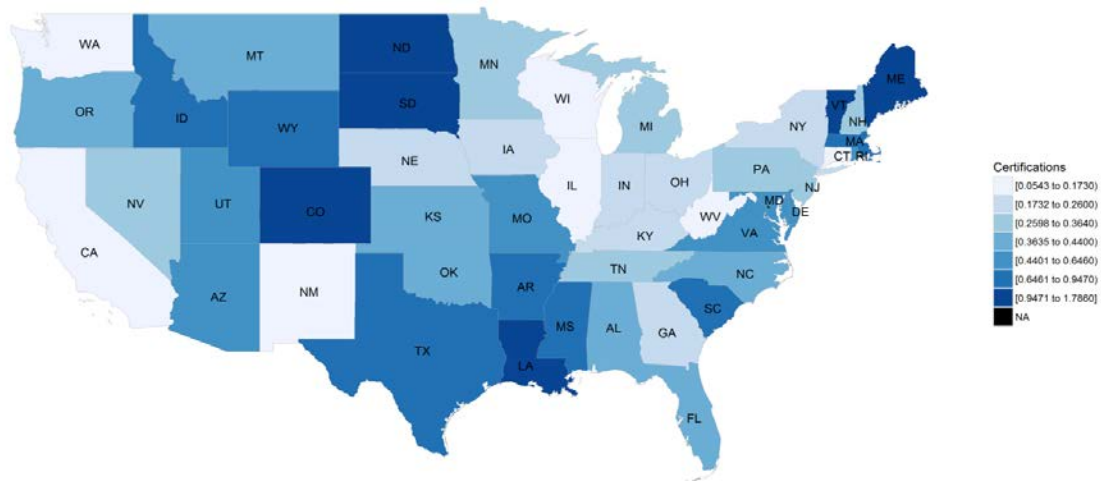 WA
MT
ND
MN
ME
OR
ID
SD
WI
VT
NH
WY
MI
NY
MA
CT RI
NE
IA
PA
NJ
NV
UT
CO
IL
IN
OH
MD
DE
CA
KS
MO
WV
VA
KY
AZ
NM
OK
AR
TN
NC
TX
MS
AL
GA
SC
LA
FL
Certifications
[0.0543 to 0.1730)
[0.1732 to 0.2600)
[0.2598 to 0.3640)
[0.3635 to 0.4400)
[0.4401 to 0.6460)
[0.6461 to 0.9470)
[0.9471 to 1.7860]
NA